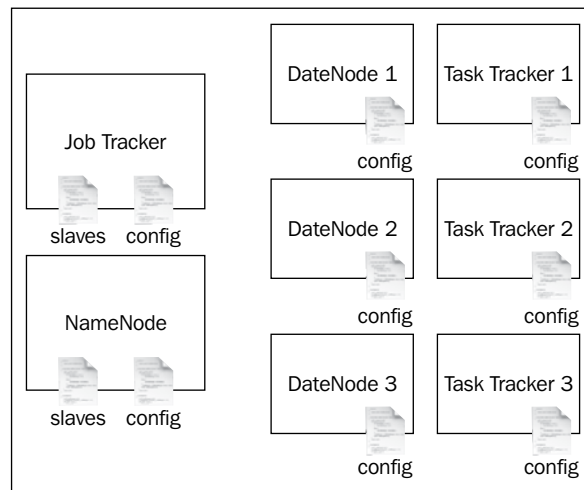 Job Tracker
slaves config
NameNode
slaves config
DateNode 1
config
Task Tracker 1
config
DateNode 2
config
Task Tracker 2
config
DateNode 3
config
Task Tracker 3
config